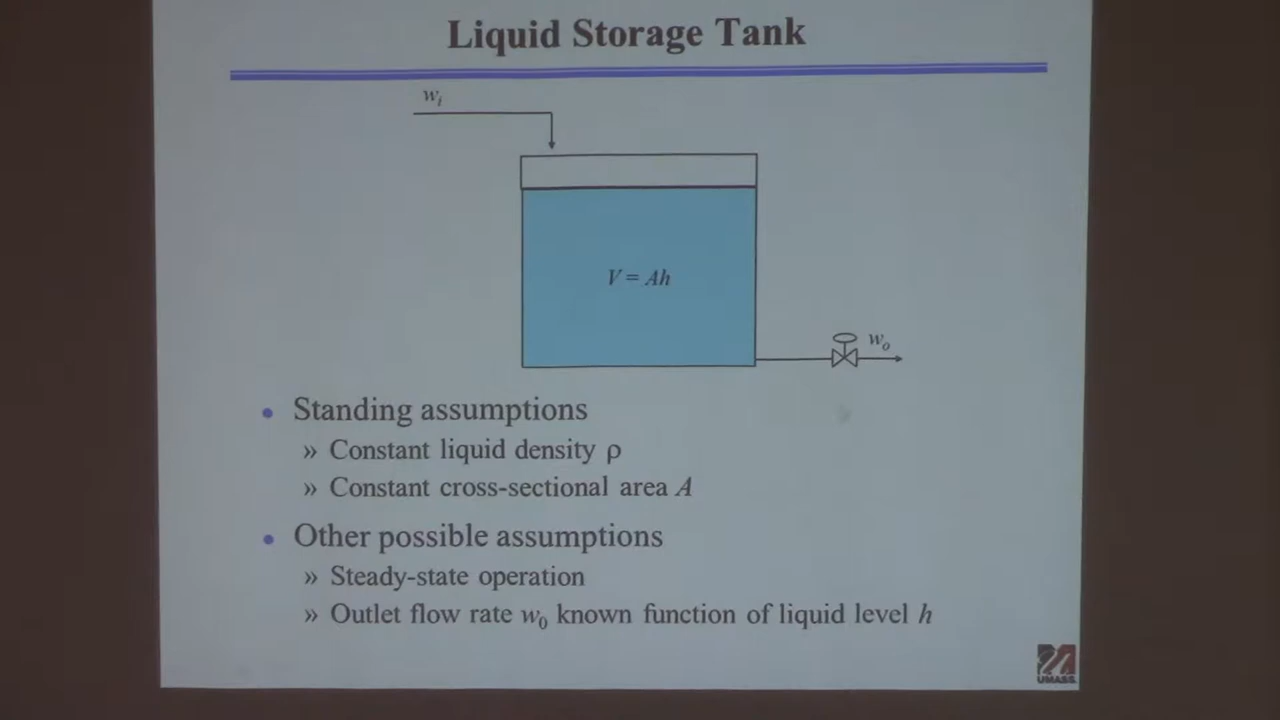 Liquid Storage Tank
wᵢ
V = Ah
wₒ
• Standing assumptions
» Constant liquid density ρ
» Constant cross-sectional area A
• Other possible assumptions
» Steady-state operation
» Outlet flow rate w₀ known function of liquid level h
UMASS